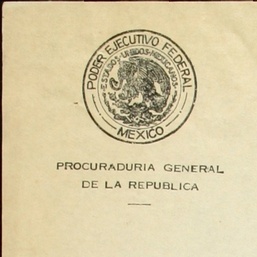 PODER EJECUTIVO FEDERAL
ESTADOS UNIDOS MEXICANOS
MEXICO
PROCURADURIA GENERAL
DE LA REPUBLICA